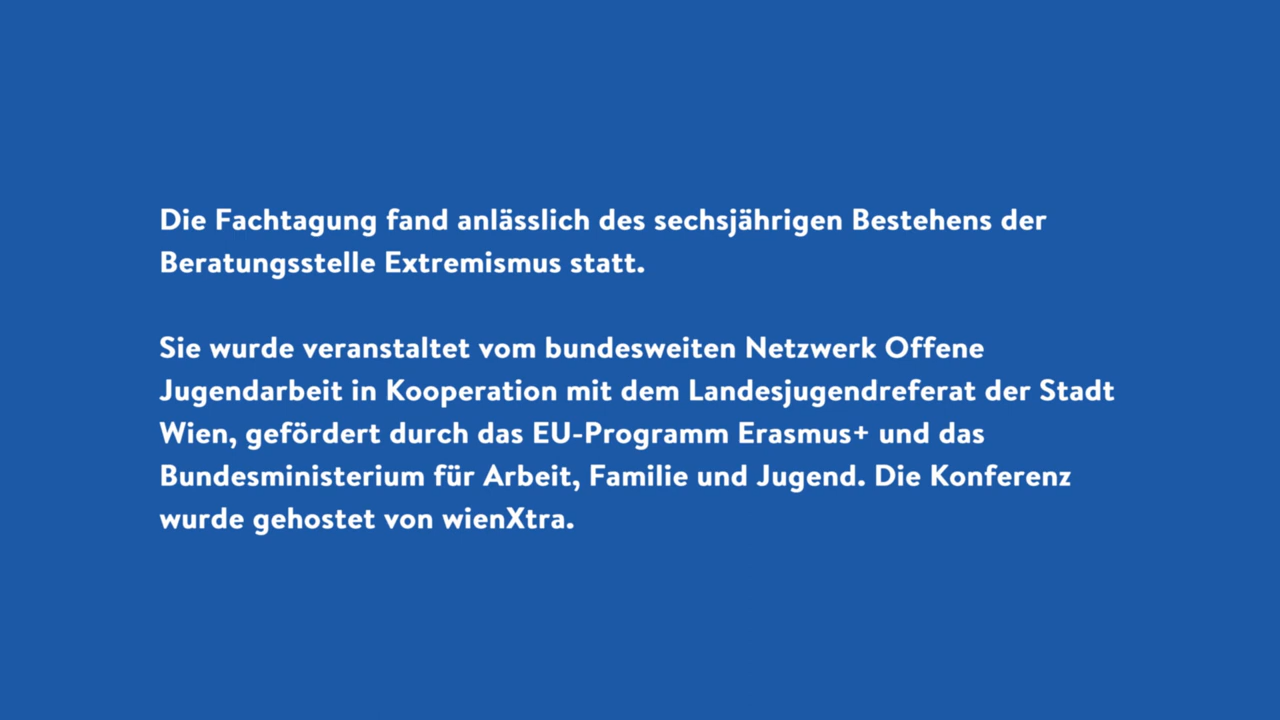 Die Fachtagung fand anlässlich des sechsjährigen Bestehens der
Beratungsstelle Extremismus statt.
Sie wurde veranstaltet vom bundesweiten Netzwerk Offene
Jugendarbeit in Kooperation mit dem Landesjugendreferat der Stadt
Wien, gefördert durch das EU-Programm Erasmus+ und das
Bundesministerium für Arbeit, Familie und Jugend. Die Konferenz
wurde gehostet von wienXtra.